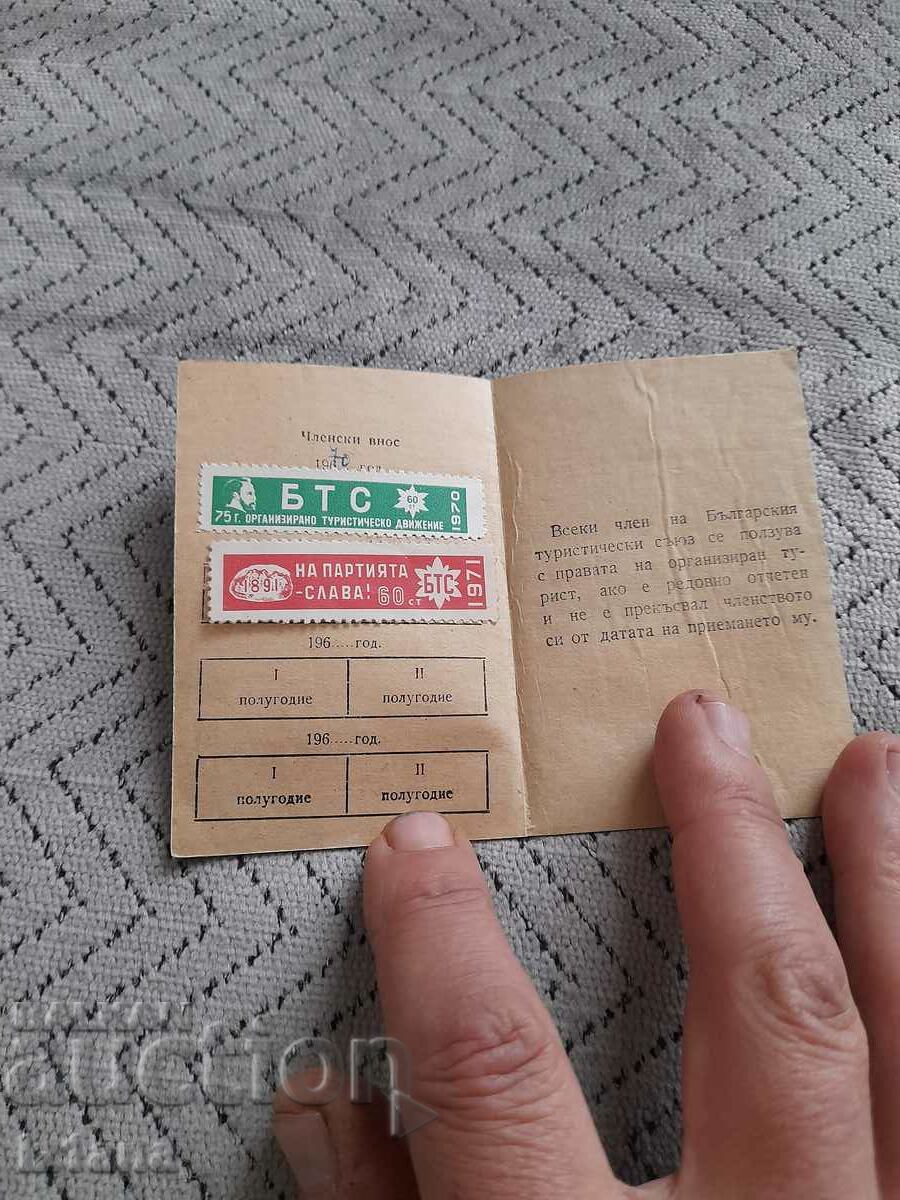 Членски внос
70
БТС
60
75 г. ОРГАНИЗИРАНО ТУРИСТИЧЕСКО ДВИЖЕНИЕ
1970
1891
НА ПАРТИЯТА
-СЛАВА! 60 СТ
БТС
1971
196.....год.
I
полугодие
II
полугодие
196.....год.
I
полугодие
II
полугодие
Всеки член на Българския
туристически съюз се ползува
с правата на организиран ту-
рист, ако е редовно отчетен
и не е прекъсвал членството
си от датата на приемането му.
BALKAN
auction